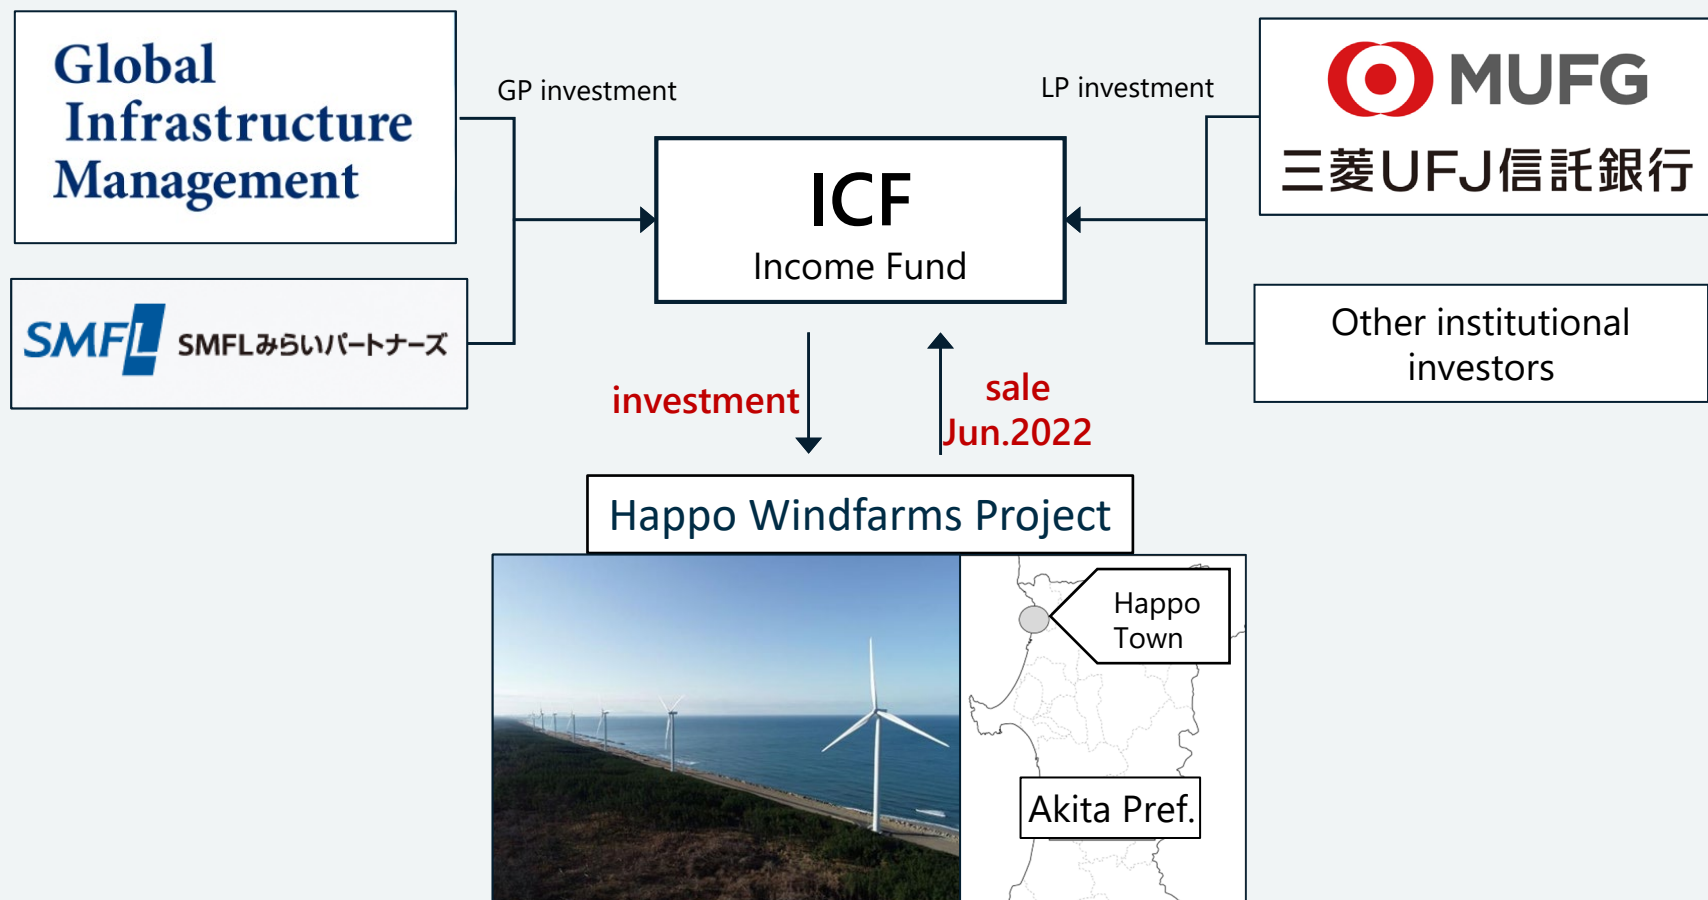 Global
Infrastructure
Management
GP investment
SMFL SMFLみらいパートナーズ
ICF
Income Fund
LP investment
MUFG
三菱UFJ信託銀行
Other institutional
investors
investment
sale
Jun.2022
Happo Windfarms Project
Happo
Town
Akita Pref.